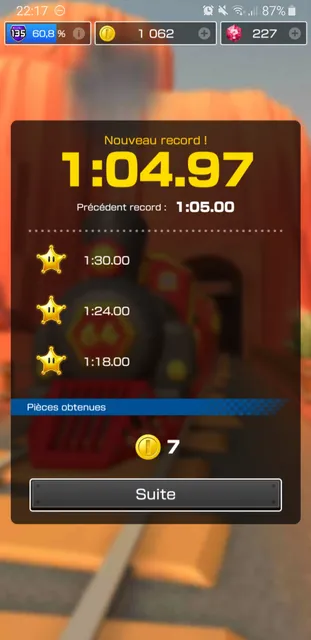 22:17
87%
135 60,8 %
1 062
227
Nouveau record !
1:04.97
Précédent record : 1:05.00
1:30.00
1:24.00
1:18.00
64
Pièces obtenues
7
Suite